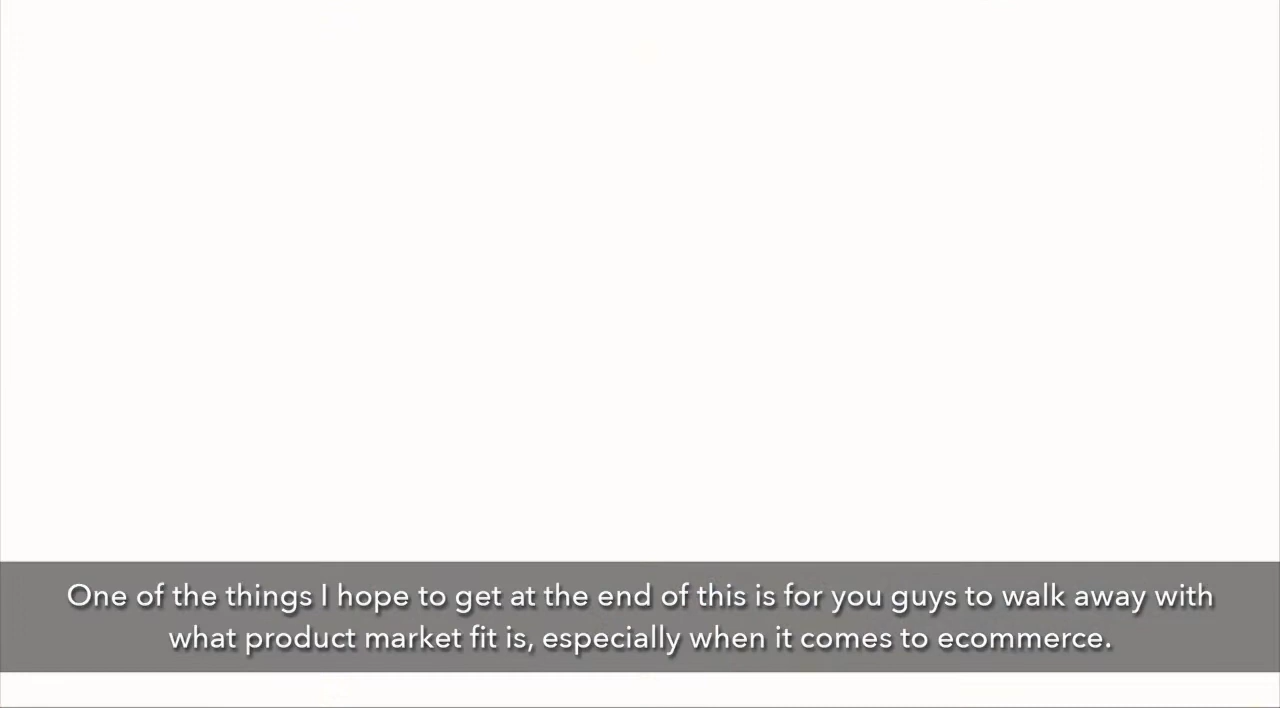 One of the things I hope to get at the end of this is for you guys to walk away with
what product market fit is, especially when it comes to ecommerce.